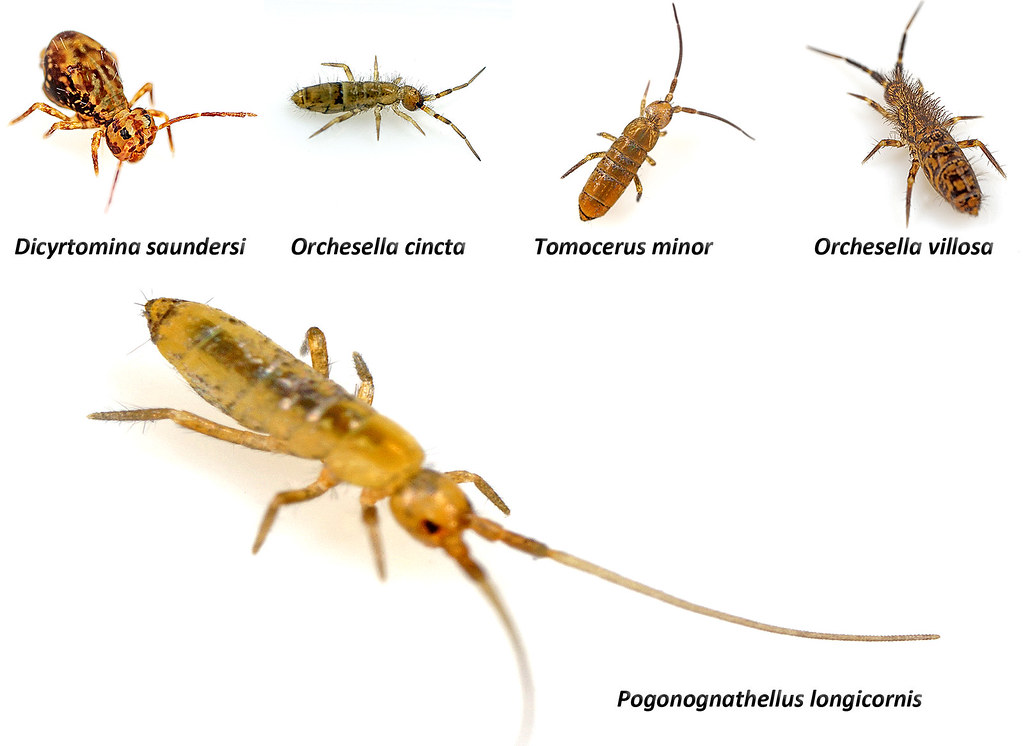 Dicyrtomina saundersi
Orchesella cincta
Tomocerus minor
Orchesella villosa
Pogonognathellus longicornis